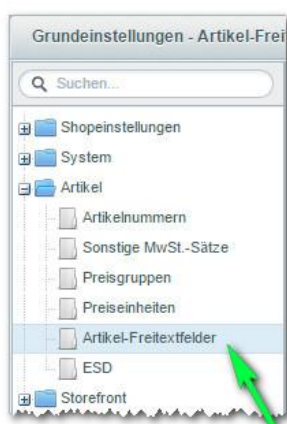 Grundeinstellungen - Artikel-Frei
Suchen...
Shopeinstellungen
System
Artikel
Artikelnummern
Sonstige MwSt.-Sätze
Preisgruppen
Preiseinheiten
Artikel-Freitextfelder
ESD
Storefront